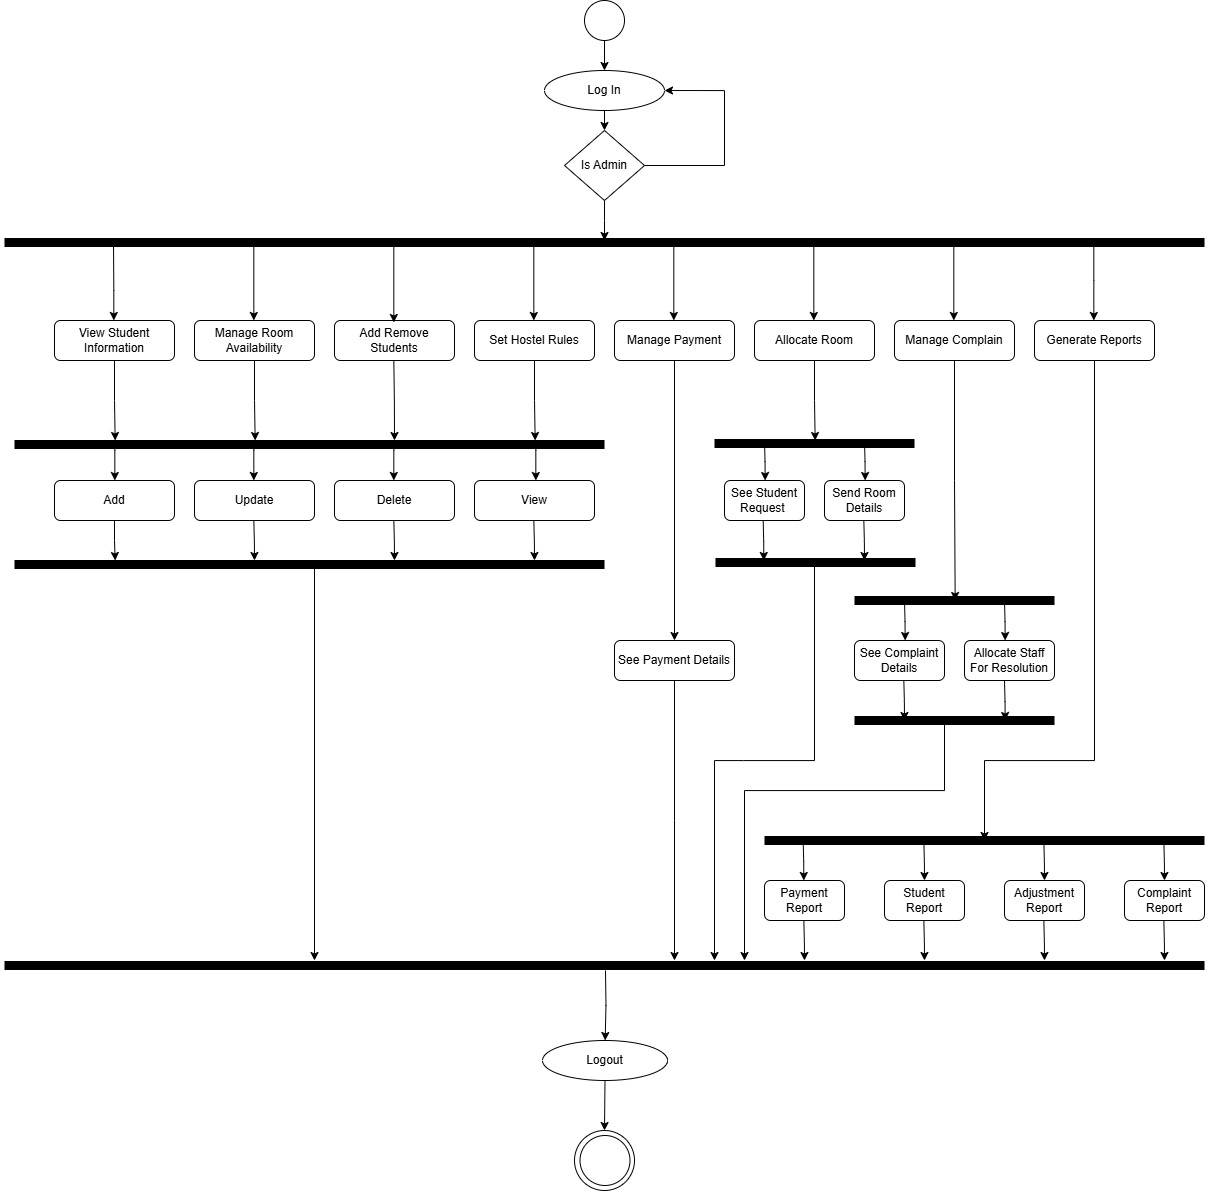 Log In
Is Admin
View Student
Information
Manage Room
Availability
Add Remove
Students
Set Hostel Rules
Manage Payment
Allocate Room
Manage Complain
Generate Reports
Add
Update
Delete
View
See Student
Request
Send Room
Details
See Payment Details
See Complaint
Details
Allocate Staff
For Resolution
Payment
Report
Student
Report
Adjustment
Report
Complaint
Report
Logout